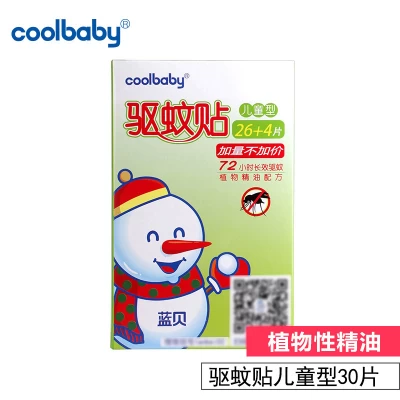 coolbaby®
coolbaby®
驱蚊贴
儿童型
26+4片
加量不加价
72小时长效驱蚊
植物精油配方
蓝贝
植物性精油
驱蚊贴儿童型30片